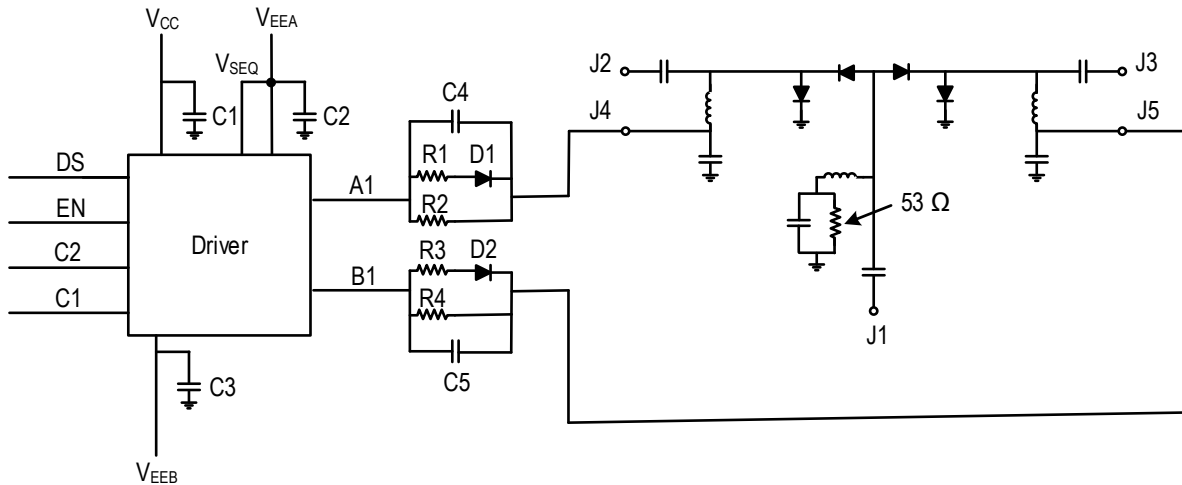 VCC
VEEA
VSEQ
C1
C2
DS
EN
C2
C1
Driver
A1
B1
C4
R1
D1
R2
R3
D2
R4
C5
C3
VEEB
J2
J3
J4
J5
53 Ω
J1